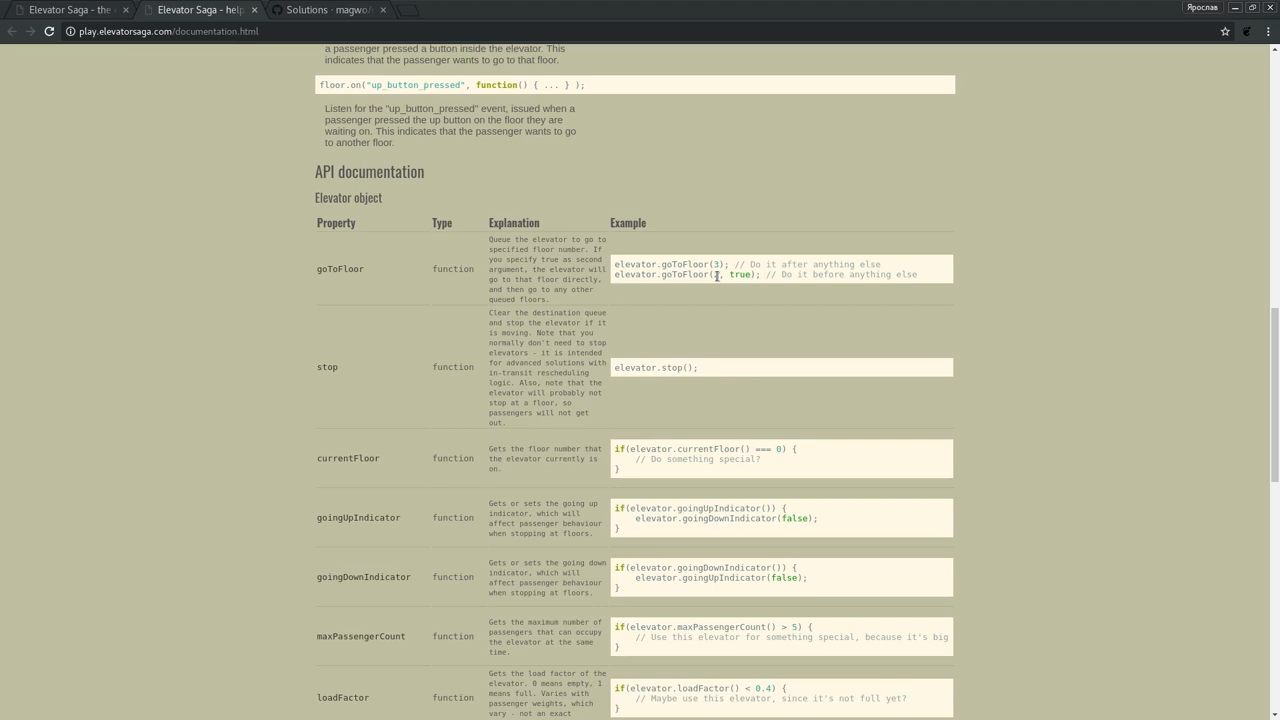 Elevator Saga - the
Elevator Saga - help
Solutions · magwo/
Ярослав
play.elevatorsaga.com/documentation.html
a passenger pressed a button inside the elevator. This
indicates that the passenger wants to go to that floor.
floor.on("up_button_pressed", function() { ... } );
Listen for the "up_button_pressed" event, issued when a
passenger pressed the up button on the floor they are
waiting on. This indicates that the passenger wants to go
to another floor.
API documentation
Elevator object
Property Type Explanation Example
goToFloor function
Queue the elevator to go to
specified floor number. If
you specify true as second
argument, the elevator will
go to that floor directly,
and then go to any other
queued floors.
elevator.goToFloor(3); // Do it after anything else
elevator.goToFloor( , true); // Do it before anything else
stop function
Clear the destination queue
and stop the elevator if it
is moving. Note that you
normally don't need to stop
elevators - it is intended
for advanced solutions with
in-transit rescheduling
logic. Also, note that the
elevator will probably not
stop at a floor, so
passengers will not get
out.
elevator.stop();
currentFloor function
Gets the floor number that
the elevator currently is
on.
if(elevator.currentFloor() === 0) {
// Do something special?
}
goingUpIndicator function
Gets or sets the going up
indicator, which will
affect passenger behaviour
when stopping at floors.
if(elevator.goingUpIndicator()) {
elevator.goingDownIndicator(false);
}
goingDownIndicator function
Gets or sets the going down
indicator, which will
affect passenger behaviour
when stopping at floors.
if(elevator.goingDownIndicator()) {
elevator.goingUpIndicator(false);
}
maxPassengerCount function
Gets the maximum number of
passengers that can occupy
the elevator at the same
time.
if(elevator.maxPassengerCount() > 5) {
// Use this elevator for something special, because it's big
}
loadFactor function
Gets the load factor of the
elevator. 0 means empty, 1
means full. Varies with
passenger weights, which
vary - not an exact
if(elevator.loadFactor() < 0.4) {
// Maybe use this elevator, since it's not full yet?
}